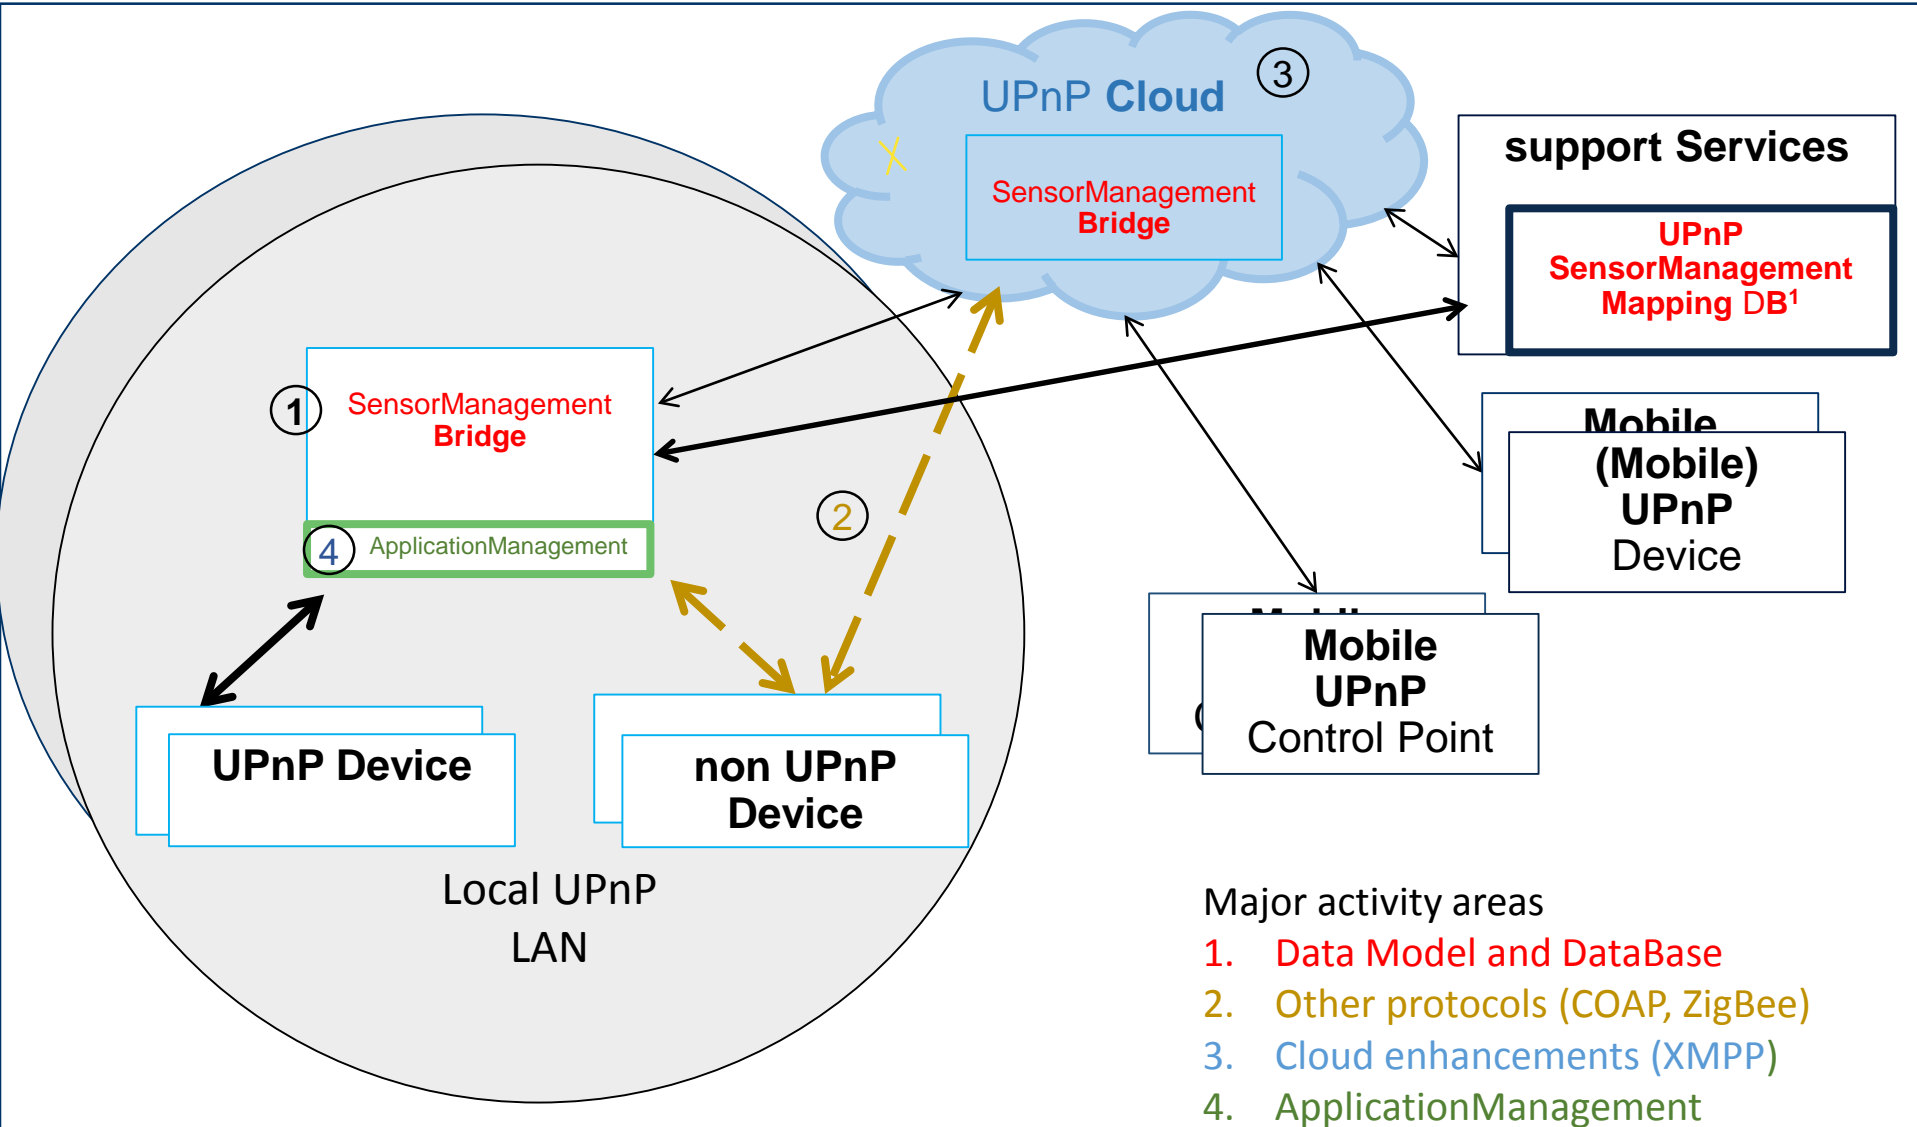 UPnP Cloud
3
X
SensorManagement
Bridge
support Services
UPnP
SensorManagement
Mapping DB¹
1
SensorManagement
Bridge
4
ApplicationManagement
2
Mobile
(Mobile)
UPnP
Device
Mobile
UPnP
Control Point
UPnP Device
non UPnP
Device
Local UPnP
LAN
Major activity areas
1. Data Model and DataBase
2. Other protocols (COAP, ZigBee)
3. Cloud enhancements (XMPP)
4. ApplicationManagement